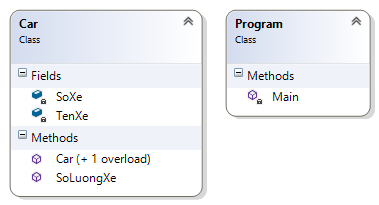 Car
Class
Fields
SoXe
TenXe
Methods
Car (+ 1 overload)
SoLuongXe
Program
Class
Methods
Main